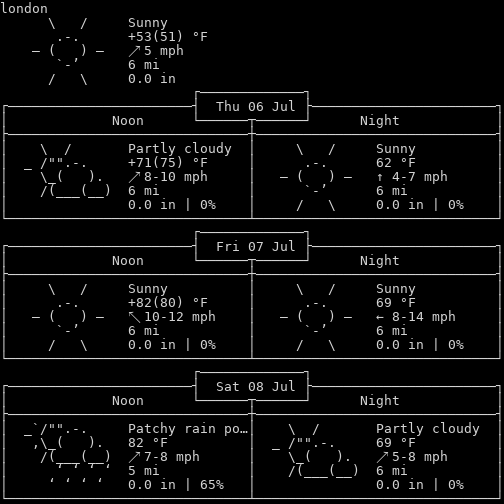 london
Sunny
+53(51) °F
↗ 5 mph
6 mi
0.0 in
Thu 06 Jul
Noon Night
Partly cloudy Sunny
+71(75) °F 62 °F
↗ 8-10 mph ↑ 4-7 mph
6 mi 6 mi
0.0 in | 0% 0.0 in | 0%
Fri 07 Jul
Noon Night
Sunny Sunny
+82(80) °F 69 °F
↖ 10-12 mph ← 8-14 mph
6 mi 6 mi
0.0 in | 0% 0.0 in | 0%
Sat 08 Jul
Noon Night
Patchy rain po… Partly cloudy
82 °F 69 °F
↗ 7-8 mph ↗ 5-8 mph
5 mi 6 mi
0.0 in | 65% 0.0 in | 0%